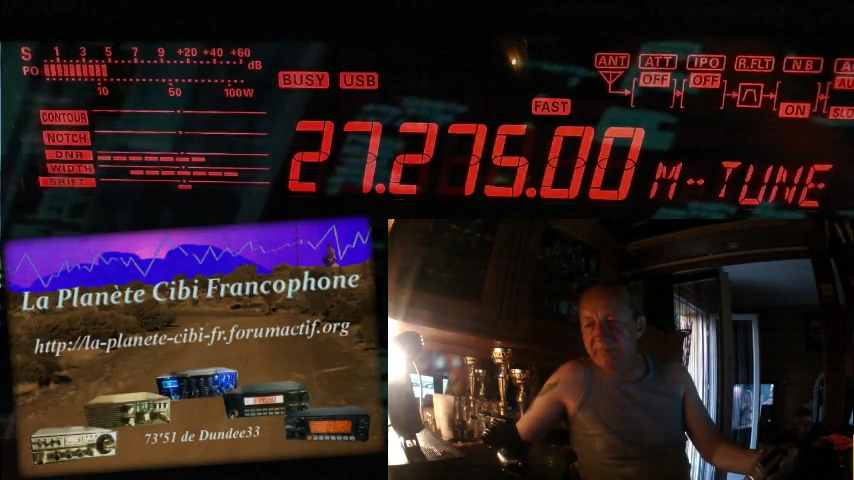 S 1 3 5 7 9 +20 +40 +60 dB
PO 10 50 100W
BUSY USB
ANT ATT IPO R.FLT NB
OFF OFF ON
FAST
CONTOUR
NOTCH
DNR
WIDTH
SHIFT
27.275.00 M-TUNE
La Planète Cibi Francophone
http://la-planete-cibi-fr.forumactif.org
73'51 de Dundee33